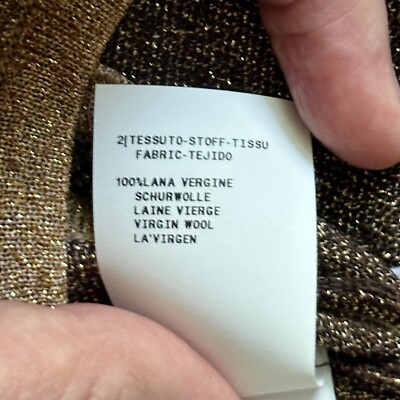 2[TESSUTO-STOFF-TISSU
FABRIC-TEJIDO
100%LANA VERGINE
SCHURWOLLE
LAINE VIERGE
VIRGIN WOOL
LA'VIRGEN